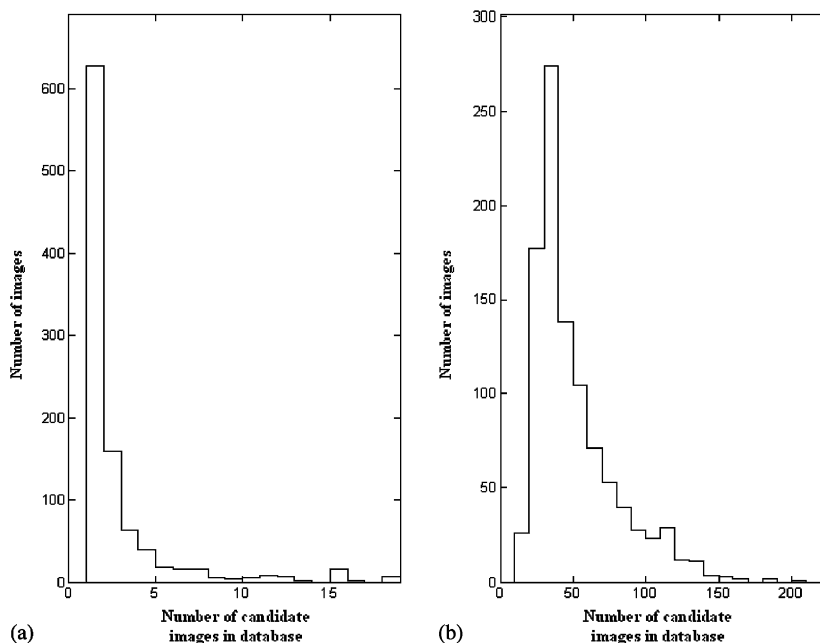 600
500
400
300
200
100
0
Number of images
0 5 10 15
Number of candidate
images in database
(a)
300
250
200
150
100
50
0
Number of images
0 50 100 150 200
Number of candidate
images in database
(b)